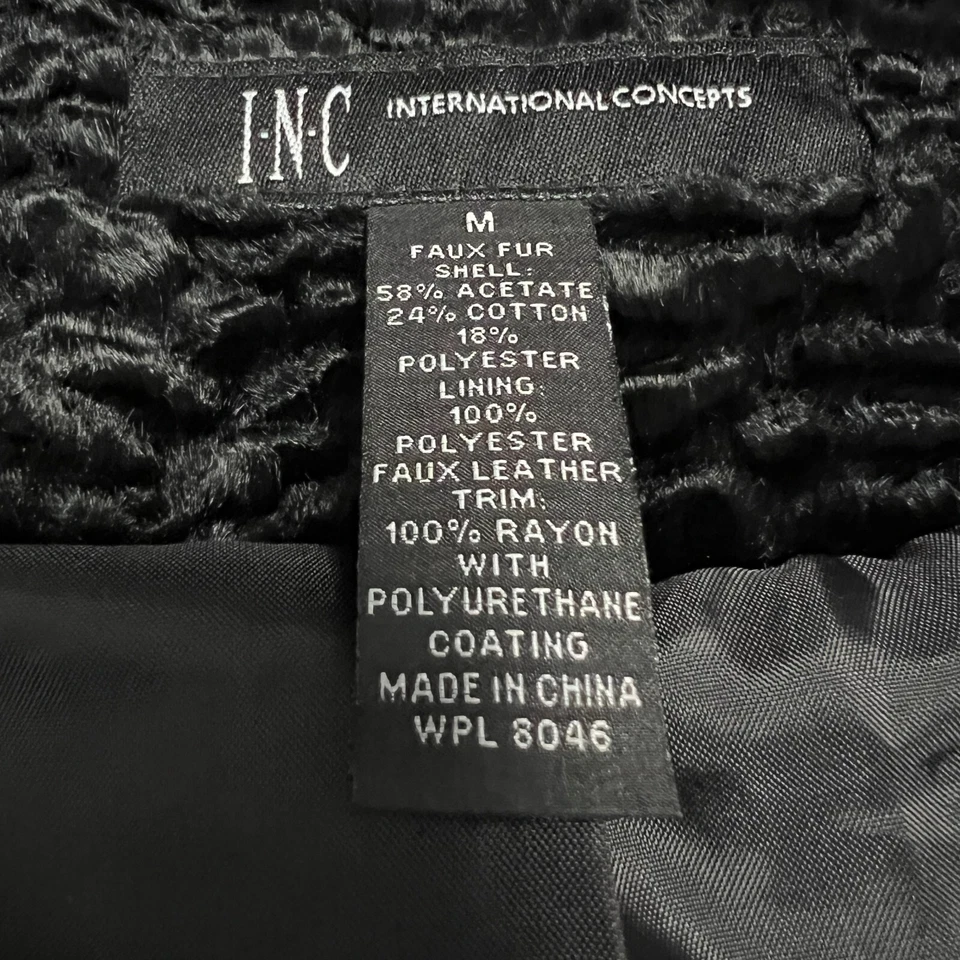 I·N·C INTERNATIONAL CONCEPTS
M
FAUX FUR
SHELL:
58% ACETATE
24% COTTON
18%
POLYESTER
LINING:
100%
POLYESTER
FAUX LEATHER
TRIM:
100% RAYON
WITH
POLYURETHANE
COATING
MADE IN CHINA
WPL 8046